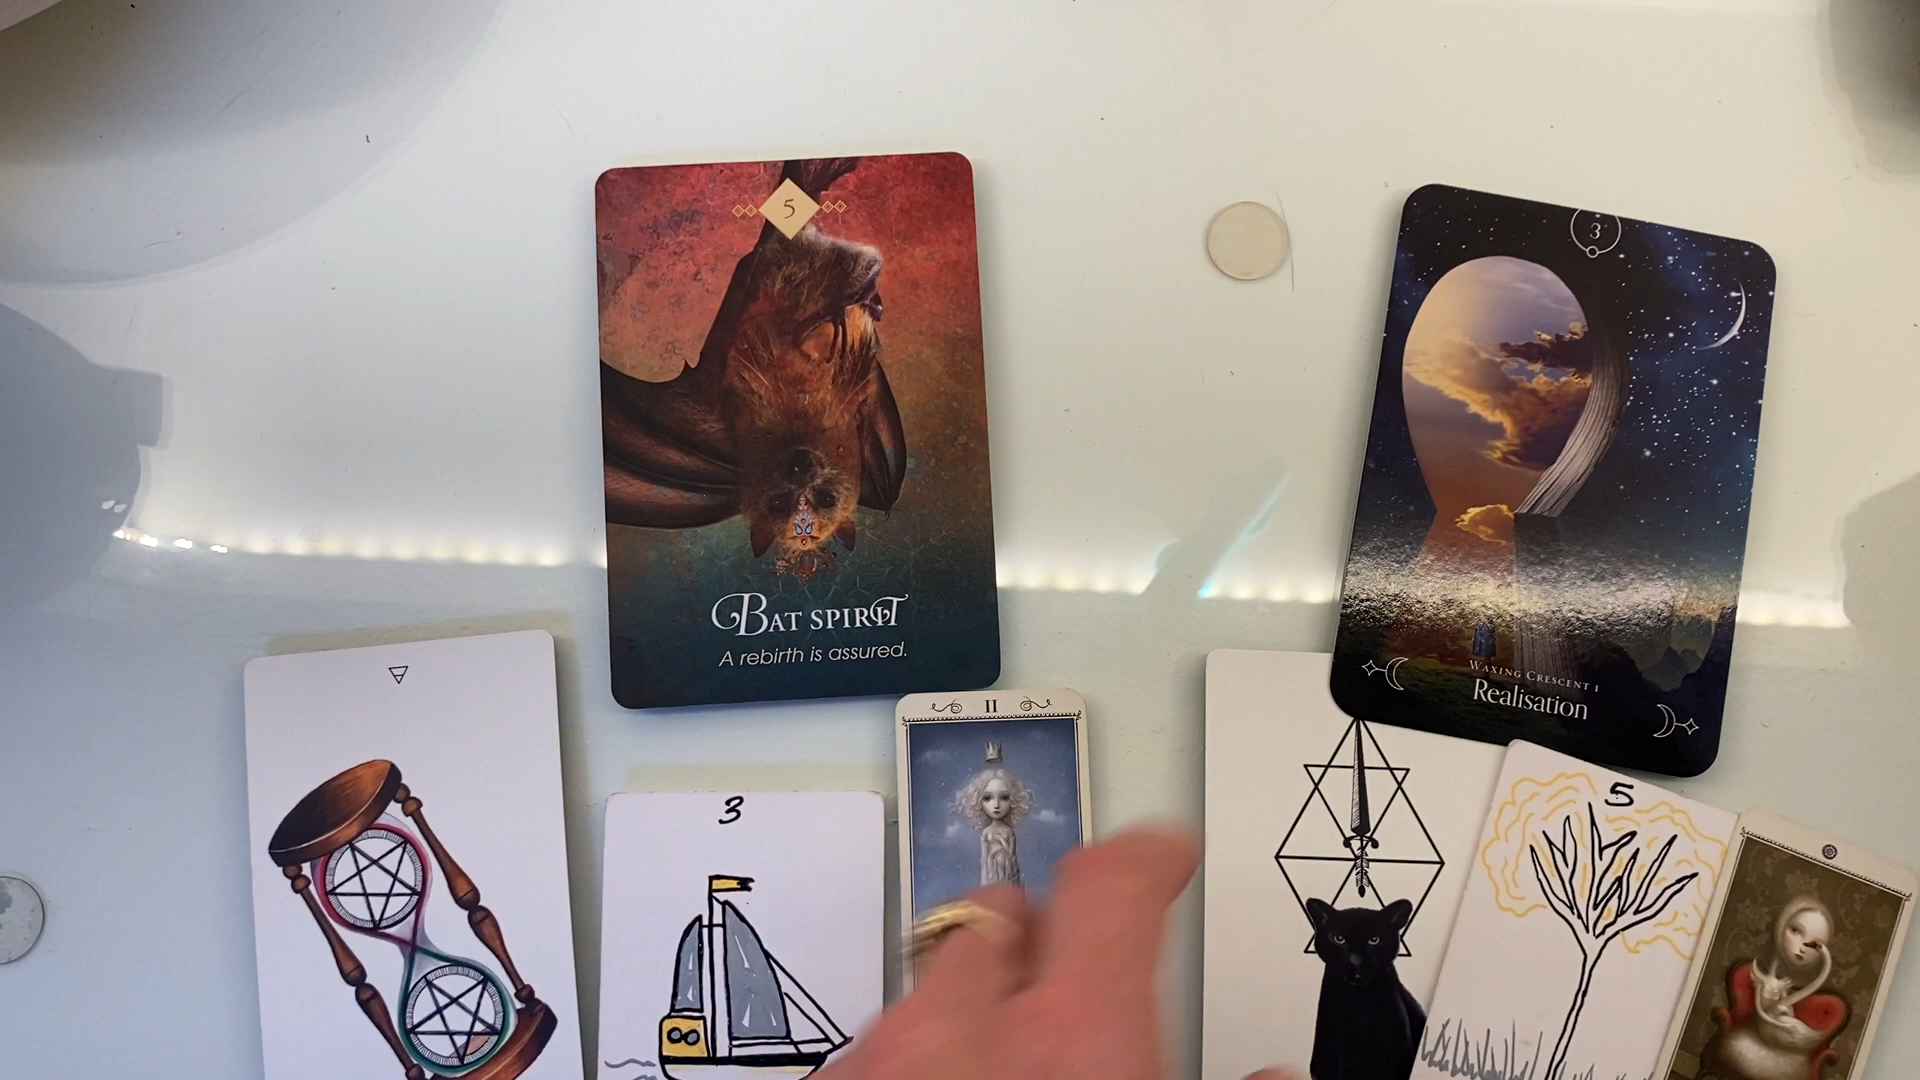 5
BAT SPIRIT
A rebirth is assured.
3
WAXING CRESCENT 1
Realisation
3
II
5